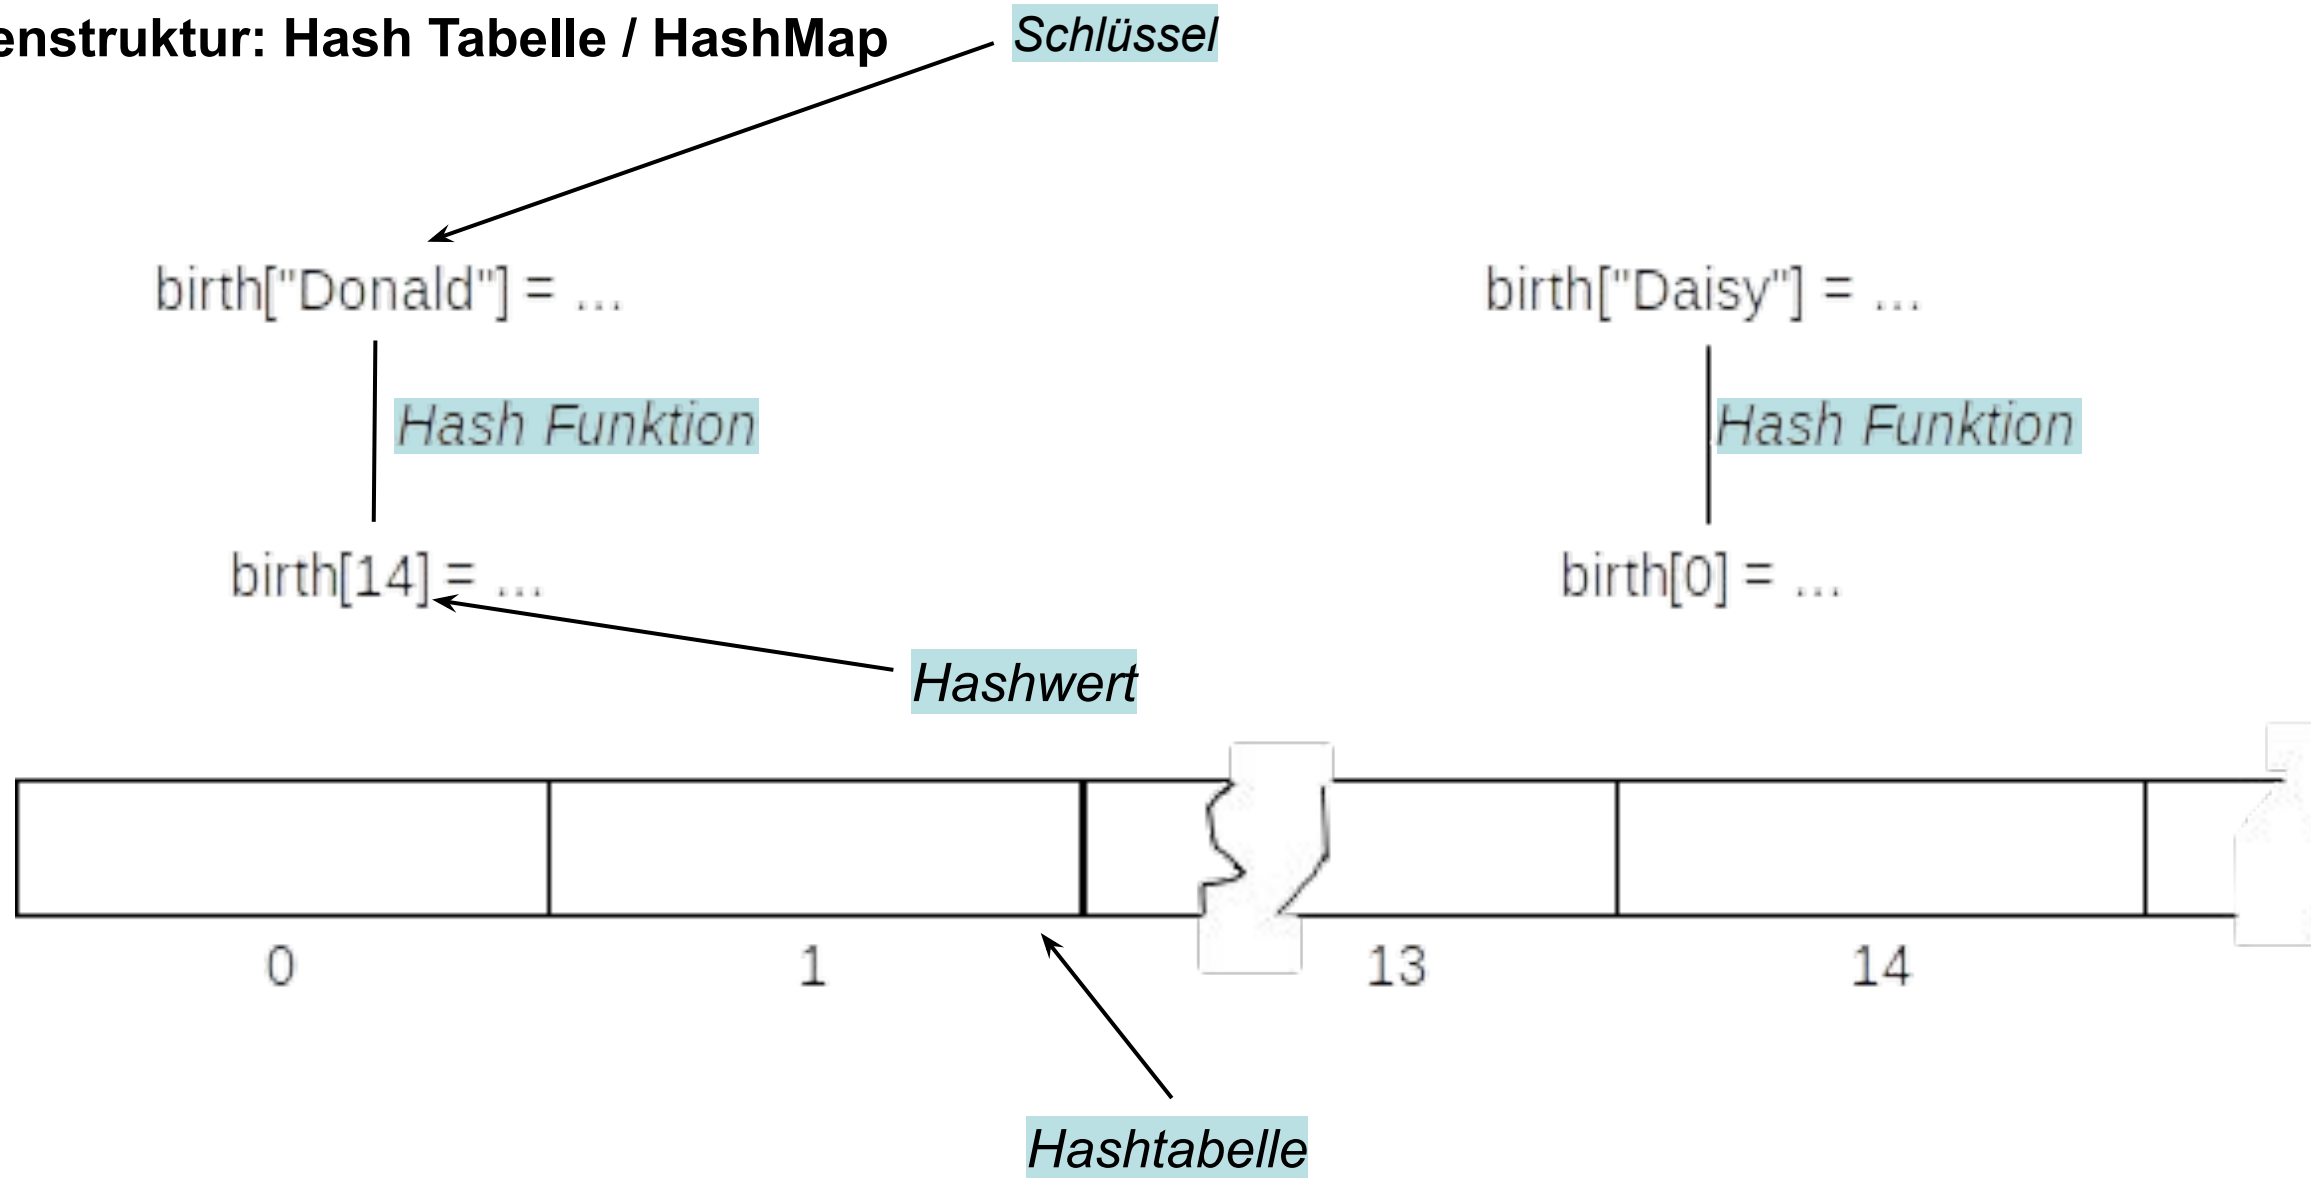 enstruktur: Hash Tabelle / HashMap
Schlüssel
birth["Donald"] = ...
birth["Daisy"] = ...
Hash Funktion
Hash Funktion
birth[14] = ...
birth[0] = ...
Hashwert
0
1
13
14
Hashtabelle